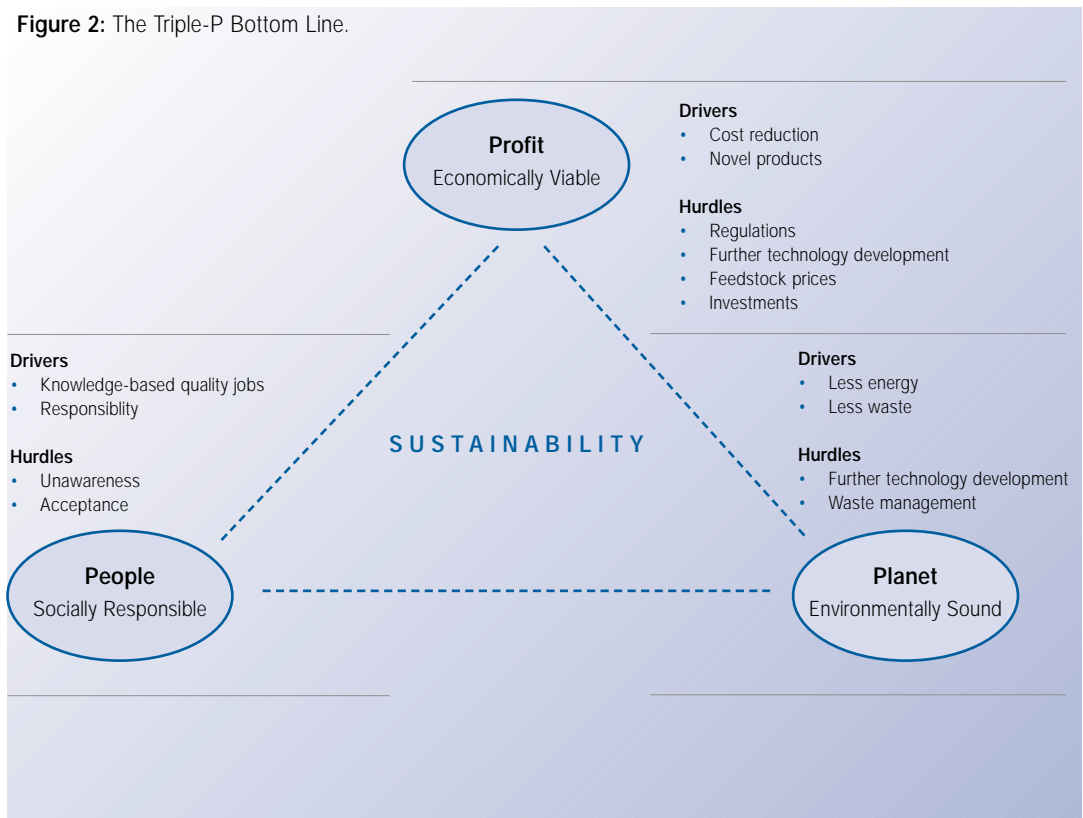 Figure 2: The Triple-P Bottom Line.
Profit
Economically Viable
Drivers
• Cost reduction
• Novel products
Hurdles
• Regulations
• Further technology development
• Feedstock prices
• Investments
Drivers
• Knowledge-based quality jobs
• Responsiblity
Hurdles
• Unawareness
• Acceptance
People
Socially Responsible
SUSTAINABILITY
Drivers
• Less energy
• Less waste
Hurdles
• Further technology development
• Waste management
Planet
Environmentally Sound